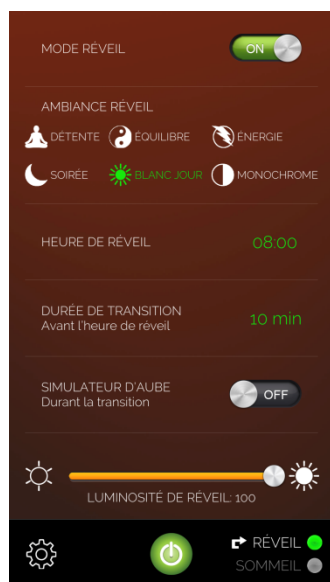 MODE RÉVEIL ON
AMBIANCE RÉVEIL
DÉTENTE ÉQUILIBRE ÉNERGIE
SOIRÉE BLANC JOUR MONOCHROME
HEURE DE RÉVEIL 08:00
DURÉE DE TRANSITION
Avant l'heure de réveil
10 min
SIMULATEUR D'AUBE
Durant la transition
OFF
LUMINOSITÉ DE RÉVEIL: 100
RÉVEIL
SOMMEIL